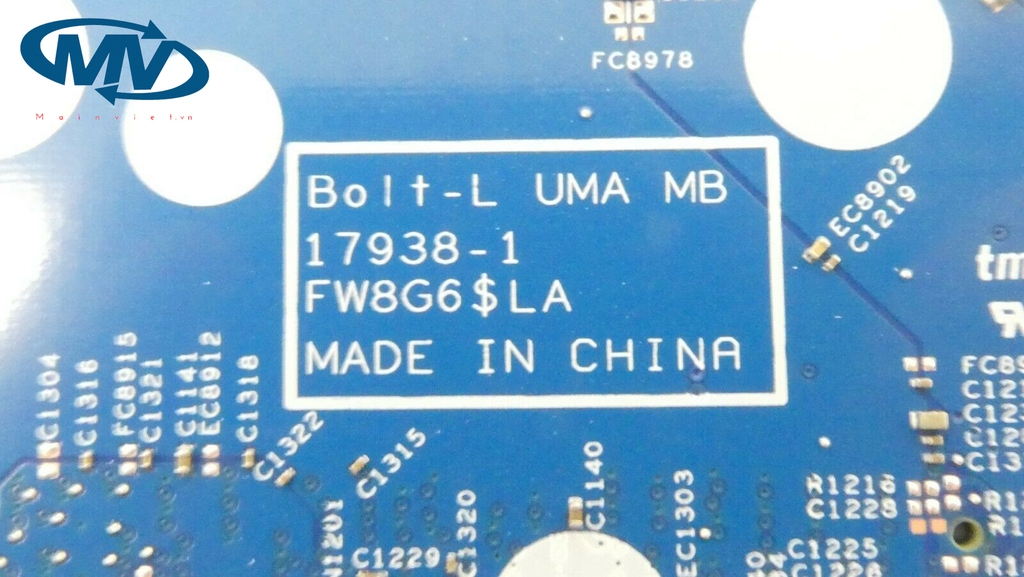 MV
Mainviet.vn
FC8978
Bolt-L UMA MB
17938-1
FW8G6$LA
MADE IN CHINA
EC8902
C1219
tm
C1304
C1316
FC8915
C1321
C1141
EC8912
C1318
C1322
C1315
C1320
C1229
C1140
EC1303
R1216
C1228
C1225